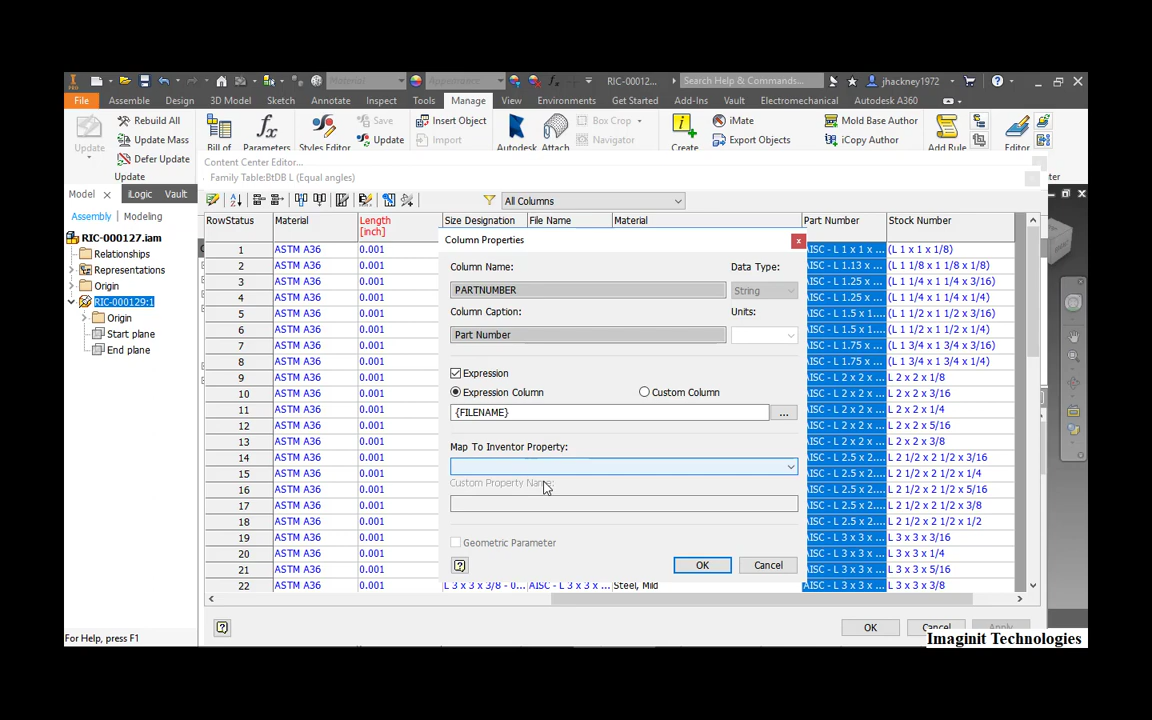 RIC-00012...
Search Help & Commands...
jhackney1972
File
Assemble
Design
3D Model
Sketch
Annotate
Inspect
Tools
Manage
View
Environments
Get Started
Add-Ins
Vault
Electromechanical
Autodesk A360
Rebuild All
Save
Insert Object
Box Crop
iMate
Mold Base Author
Update Mass
Update
Import
Navigator
Export Objects
iCopy Author
Update
Bill of
Parameters
Styles Editor
Autodesk
Attach
Create
Add Rule
Editor
Defer Update
Update
Content Center Editor...
Family Table:BtDB L (Equal angles)
Model
iLogic
Vault
Assembly
Modeling
RIC-000127.iam
Relationships
Representations
Origin
RIC-000129:1
Origin
Start plane
End plane
All Columns
RowStatus
Material
Length
[inch]
Size Designation
File Name
Material
Part Number
Stock Number
1 ASTM A36 0.001 AISC - L 1 x 1 x ... (L 1 x 1 x 1/8)
2 ASTM A36 0.001 AISC - L 1.13 x ... (L 1 1/8 x 1 1/8 x 1/8)
3 ASTM A36 0.001 AISC - L 1.25 x ... (L 1 1/4 x 1 1/4 x 3/16)
4 ASTM A36 0.001 AISC - L 1.25 x ... (L 1 1/4 x 1 1/4 x 1/4)
5 ASTM A36 0.001 AISC - L 1.5 x 1... (L 1 1/2 x 1 1/2 x 3/16)
6 ASTM A36 0.001 AISC - L 1.5 x 1... (L 1 1/2 x 1 1/2 x 1/4)
7 ASTM A36 0.001 AISC - L 1.75 x ... (L 1 3/4 x 1 3/4 x 3/16)
8 ASTM A36 0.001 AISC - L 1.75 x ... (L 1 3/4 x 1 3/4 x 1/4)
9 ASTM A36 0.001 AISC - L 2 x 2 x ... L 2 x 2 x 1/8
10 ASTM A36 0.001 AISC - L 2 x 2 x ... L 2 x 2 x 3/16
11 ASTM A36 0.001 AISC - L 2 x 2 x ... L 2 x 2 x 1/4
12 ASTM A36 0.001 AISC - L 2 x 2 x ... L 2 x 2 x 5/16
13 ASTM A36 0.001 AISC - L 2 x 2 x ... L 2 x 2 x 3/8
14 ASTM A36 0.001 AISC - L 2.5 x 2.... L 2 1/2 x 2 1/2 x 3/16
15 ASTM A36 0.001 AISC - L 2.5 x 2.... L 2 1/2 x 2 1/2 x 1/4
16 ASTM A36 0.001 AISC - L 2.5 x 2.... L 2 1/2 x 2 1/2 x 5/16
17 ASTM A36 0.001 AISC - L 2.5 x 2.... L 2 1/2 x 2 1/2 x 3/8
18 ASTM A36 0.001 AISC - L 2.5 x 2.... L 2 1/2 x 2 1/2 x 1/2
19 ASTM A36 0.001 AISC - L 3 x 3 x ... L 3 x 3 x 3/16
20 ASTM A36 0.001 AISC - L 3 x 3 x ... L 3 x 3 x 1/4
21 ASTM A36 0.001 AISC - L 3 x 3 x ... L 3 x 3 x 5/16
22 ASTM A36 0.001 L 3 x 3 x 3/8 - 0... AISC - L 3 x 3 x ... Steel, Mild AISC - L 3 x 3 x ... L 3 x 3 x 3/8
Column Properties
Column Name:
Data Type:
PARTNUMBER
String
Column Caption:
Units:
Part Number
Expression
Expression Column
Custom Column
{FILENAME}
...
Map To Inventor Property:
Custom Property Name:
Geometric Parameter
OK
Cancel
OK
Cancel
Apply
For Help, press F1
Imaginit Technologies